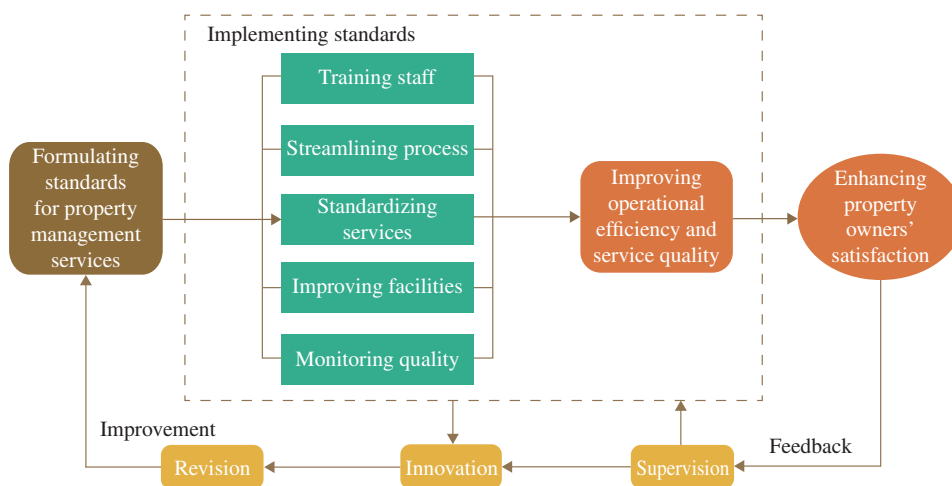 Implementing standards
Training staff
Streamlining process
Formulating
standards
for property
management
services
Standardizing
services
Improving
operational
efficiency and
service quality
Enhancing
property
owners’
satisfaction
Improving facilities
Monitoring quality
Improvement
Revision
Innovation
Supervision
Feedback